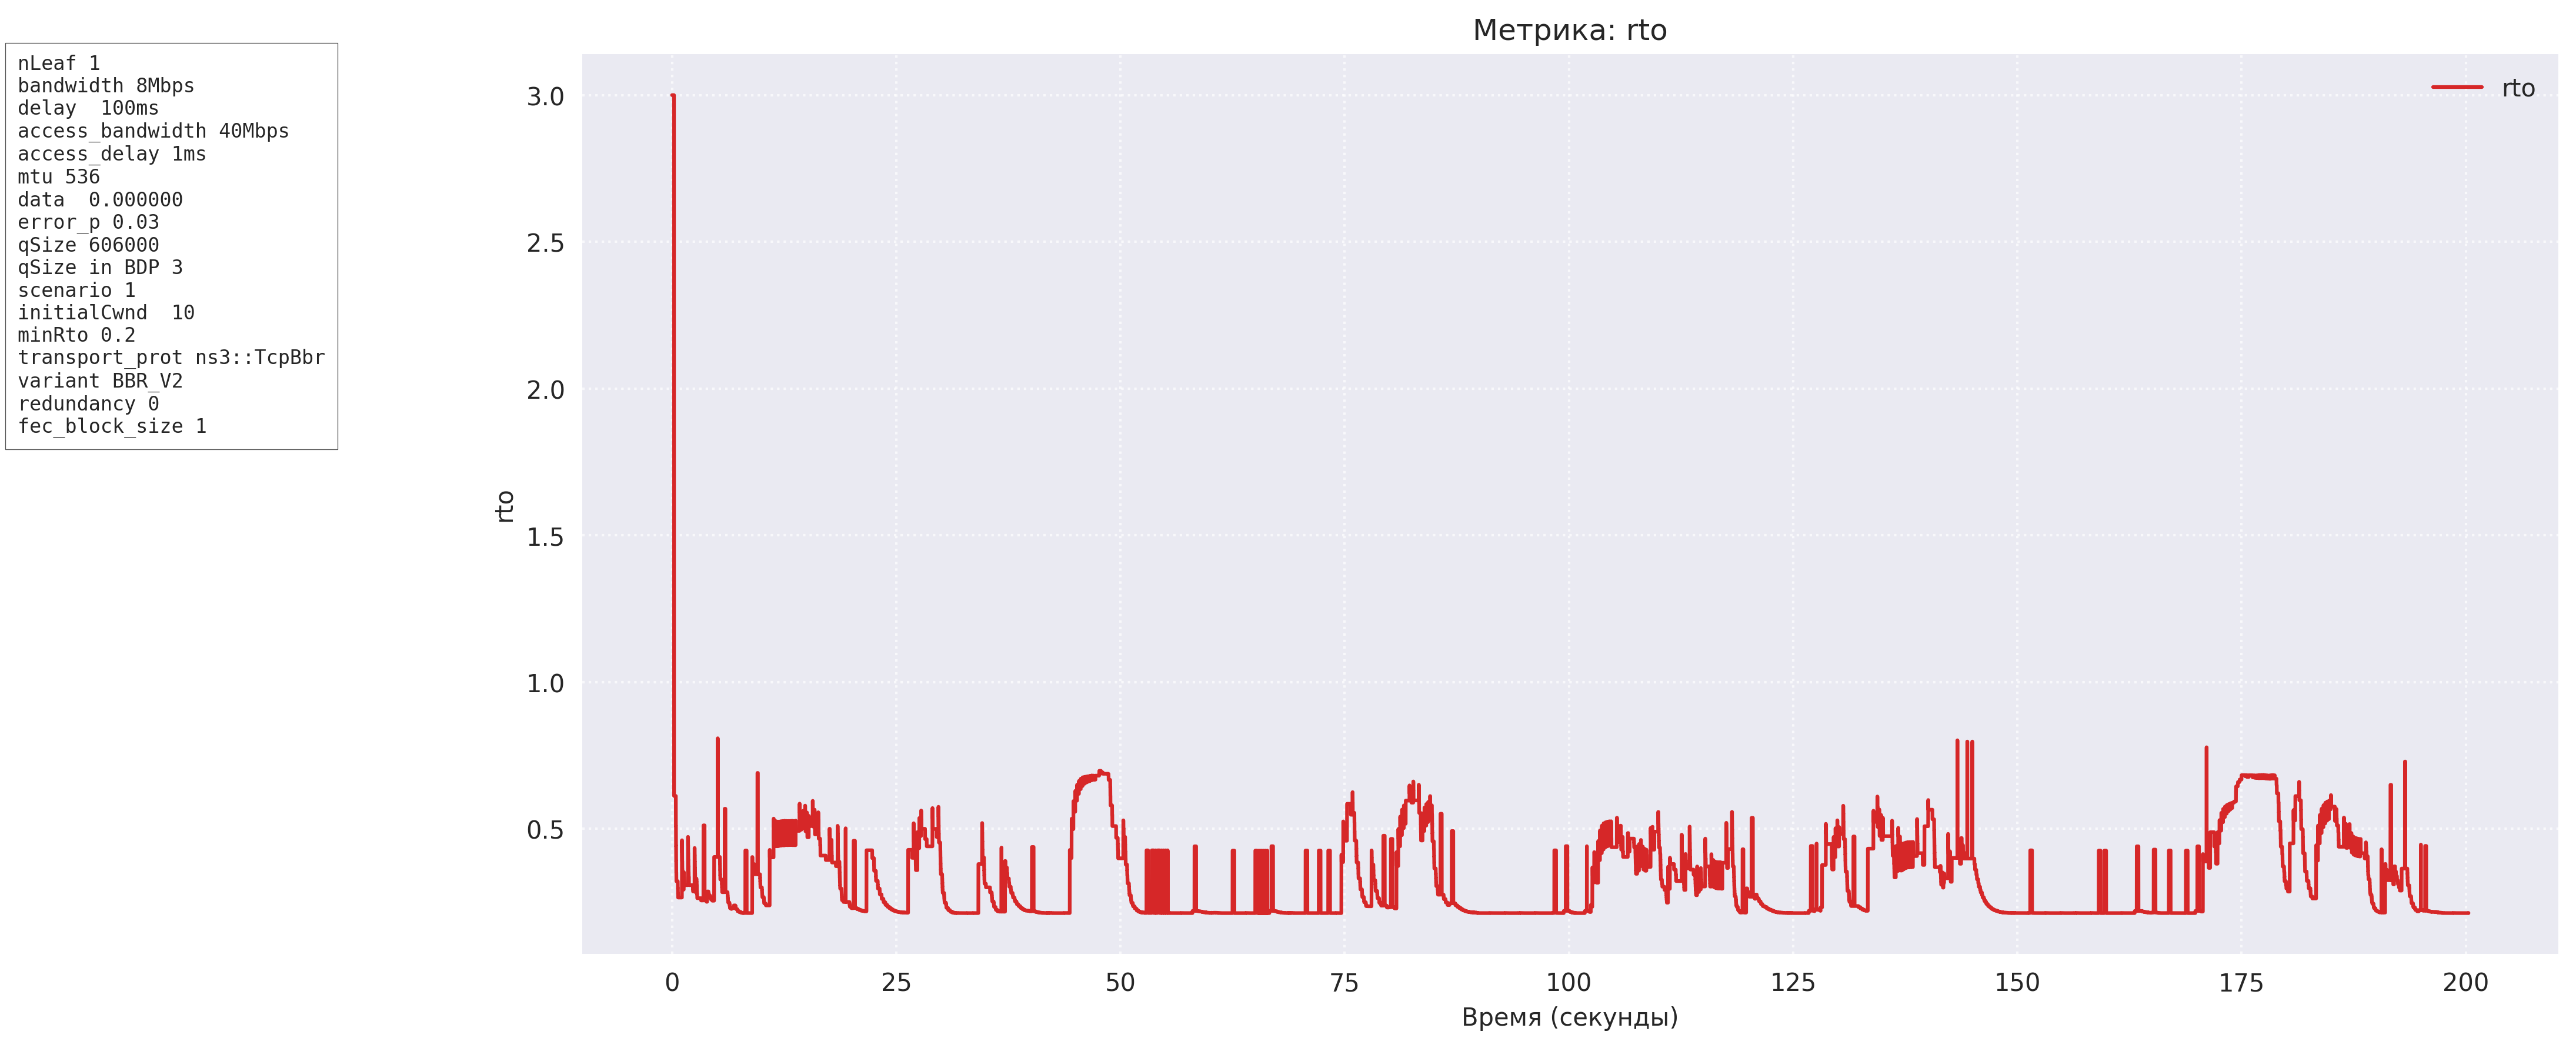 nLeaf 1
bandwidth 8Mbps
delay  100ms
access_bandwidth 40Mbps
access_delay 1ms
mtu 536
data  0.000000
error_p 0.03
qSize 606000
qSize in BDP 3
scenario 1
initialCwnd  10
minRto 0.2
transport_prot ns3::TcpBbr
variant BBR_V2
redundancy 0
fec_block_size 1
Метрика: rto
rto
3.0
2.5
2.0
1.5
1.0
0.5
rto
0 25 50 75 100 125 150 175 200
Время (секунды)